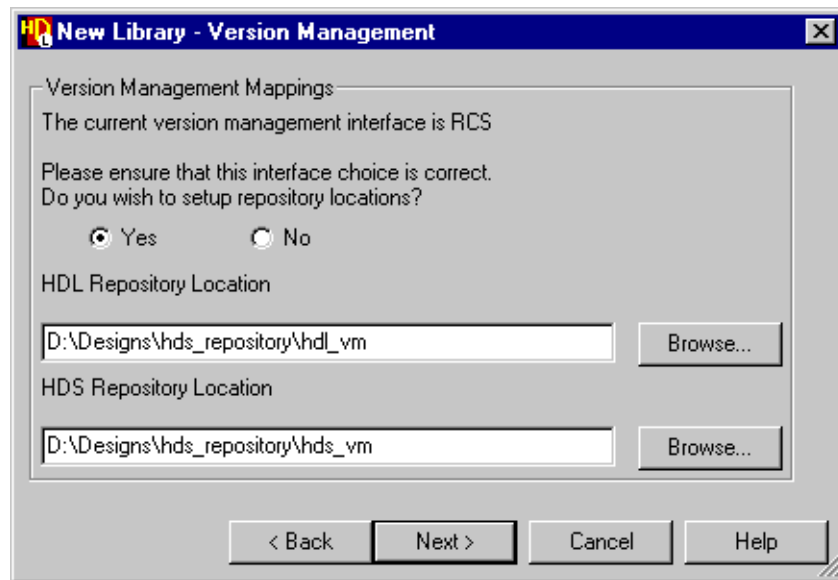 HD L New Library - Version Management
Version Management Mappings
The current version management interface is RCS
Please ensure that this interface choice is correct.
Do you wish to setup repository locations?
Yes No
HDL Repository Location
D:\Designs\hds_repository\hdl_vm Browse...
HDS Repository Location
D:\Designs\hds_repository\hds_vm Browse...
< Back Next > Cancel Help